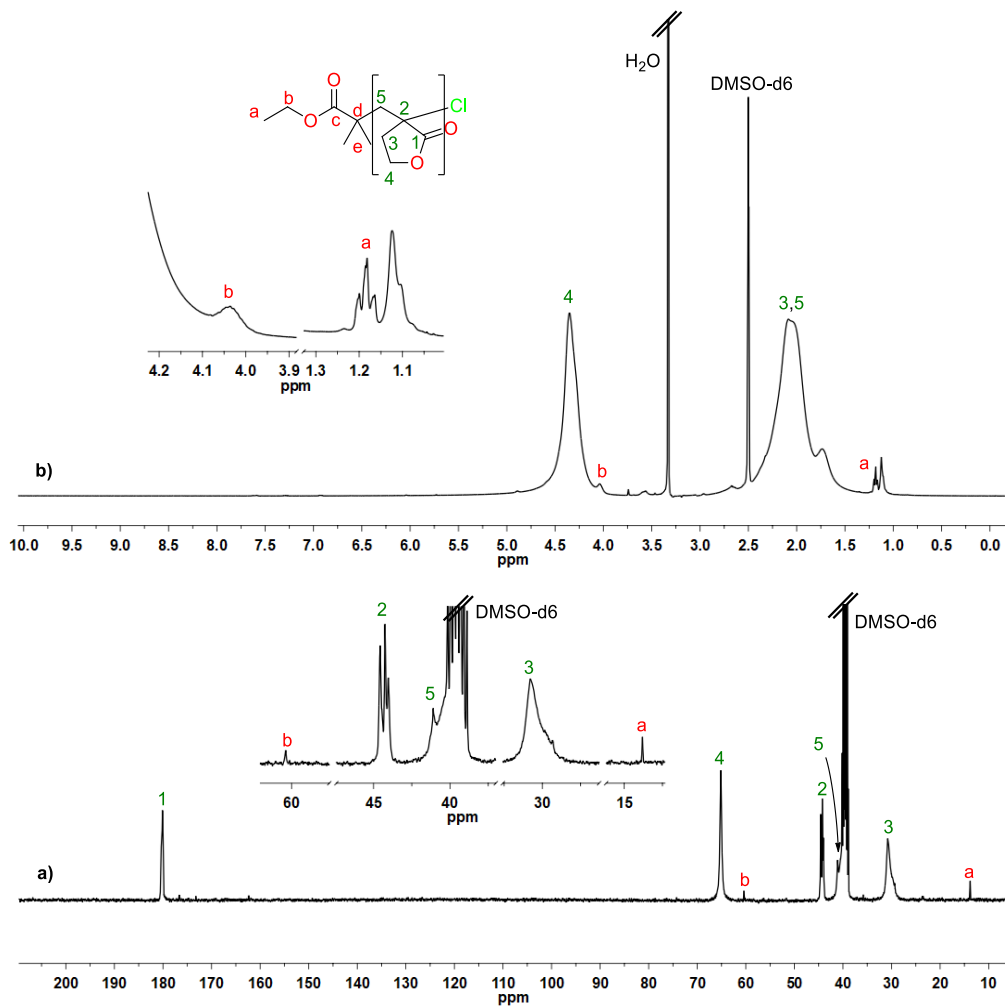 H2O
DMSO-d6
O
a
b
O
c
d
e
5
2
Cl
3
1
O
O
4
b
a
4.2 4.1 4.0 3.9 1.3 1.2 1.1
ppm
4
b
3,5
a
b)
10.0 9.5 9.0 8.5 8.0 7.5 7.0 6.5 6.0 5.5 5.0 4.5 4.0 3.5 3.0 2.5 2.0 1.5 1.0 0.5 0.0
ppm
2
DMSO-d6
5
3
b
a
60 45 40 30 15
ppm
DMSO-d6
1
4
b
5
2
3
a
a)
200 190 180 170 160 150 140 130 120 110 100 90 80 70 60 50 40 30 20 10
ppm